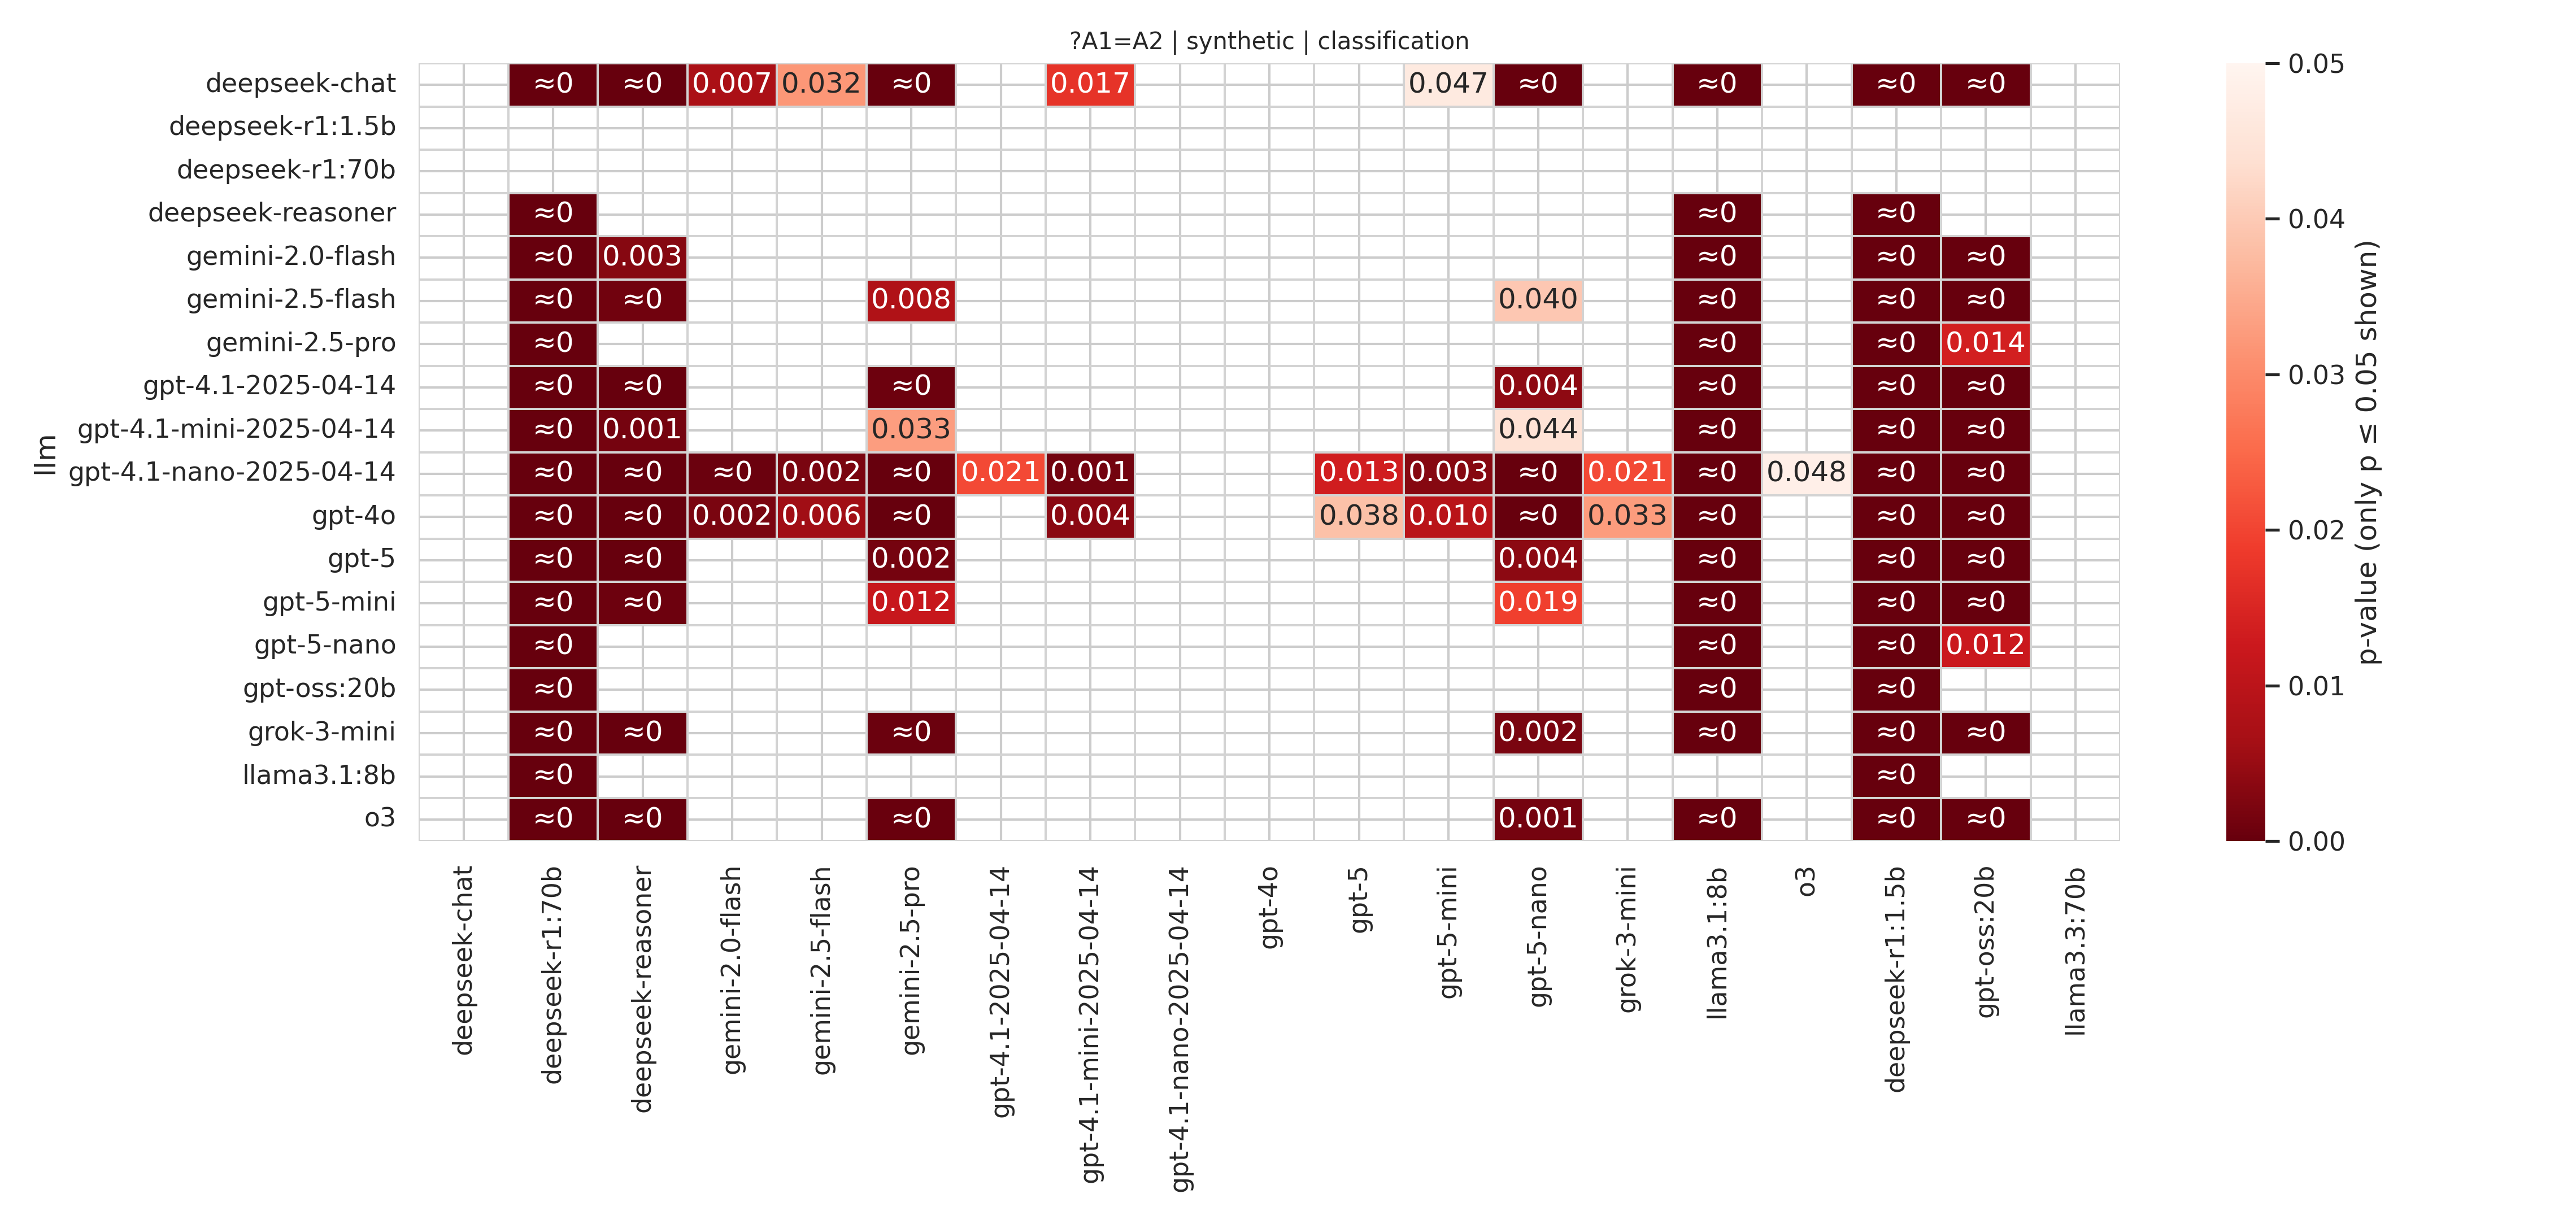 ?A1=A2 | synthetic | classification
llm
deepseek-chat ≈0 ≈0 0.007 0.032 ≈0 0.017 0.047 ≈0 ≈0 ≈0 ≈0
deepseek-r1:1.5b
deepseek-r1:70b
deepseek-reasoner ≈0 ≈0 ≈0
gemini-2.0-flash ≈0 0.003 ≈0 ≈0 ≈0
gemini-2.5-flash ≈0 ≈0 0.008 0.040 ≈0 ≈0 ≈0
gemini-2.5-pro ≈0 ≈0 ≈0 0.014
gpt-4.1-2025-04-14 ≈0 ≈0 ≈0 0.004 ≈0 ≈0 ≈0
gpt-4.1-mini-2025-04-14 ≈0 0.001 0.033 0.044 ≈0 ≈0 ≈0
gpt-4.1-nano-2025-04-14 ≈0 ≈0 ≈0 0.002 ≈0 0.021 0.001 0.013 0.003 ≈0 0.021 ≈0 0.048 ≈0 ≈0
gpt-4o ≈0 ≈0 0.002 0.006 ≈0 0.004 0.038 0.010 ≈0 0.033 ≈0 ≈0 ≈0
gpt-5 ≈0 ≈0 0.002 0.004 ≈0 ≈0 ≈0
gpt-5-mini ≈0 ≈0 0.012 0.019 ≈0 ≈0 ≈0
gpt-5-nano ≈0 ≈0 ≈0 0.012
gpt-oss:20b ≈0 ≈0 ≈0
grok-3-mini ≈0 ≈0 ≈0 0.002 ≈0 ≈0 ≈0
llama3.1:8b ≈0 ≈0
o3 ≈0 ≈0 ≈0 0.001 ≈0 ≈0 ≈0
deepseek-chat
deepseek-r1:70b
deepseek-reasoner
gemini-2.0-flash
gemini-2.5-flash
gemini-2.5-pro
gpt-4.1-2025-04-14
gpt-4.1-mini-2025-04-14
gpt-4.1-nano-2025-04-14
gpt-4o
gpt-5
gpt-5-mini
gpt-5-nano
grok-3-mini
llama3.1:8b
o3
deepseek-r1:1.5b
gpt-oss:20b
llama3.3:70b
0.05
0.04
0.03
0.02
0.01
0.00
p-value (only p ≤ 0.05 shown)